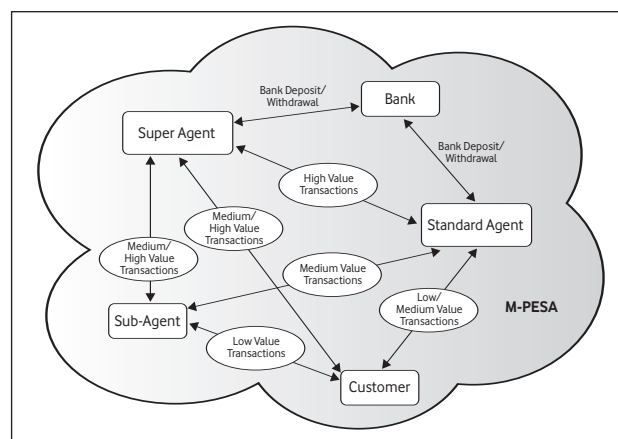 Bank Deposit/
Withdrawal
Bank
Super Agent
Bank Deposit/
Withdrawal
High Value
Transactions
Medium/
High Value
Transactions
Standard Agent
Medium/
High Value
Transactions
Medium Value
Transactions
Low/
Medium Value
Transactions
M-PESA
Sub-Agent
Low Value
Transactions
Customer